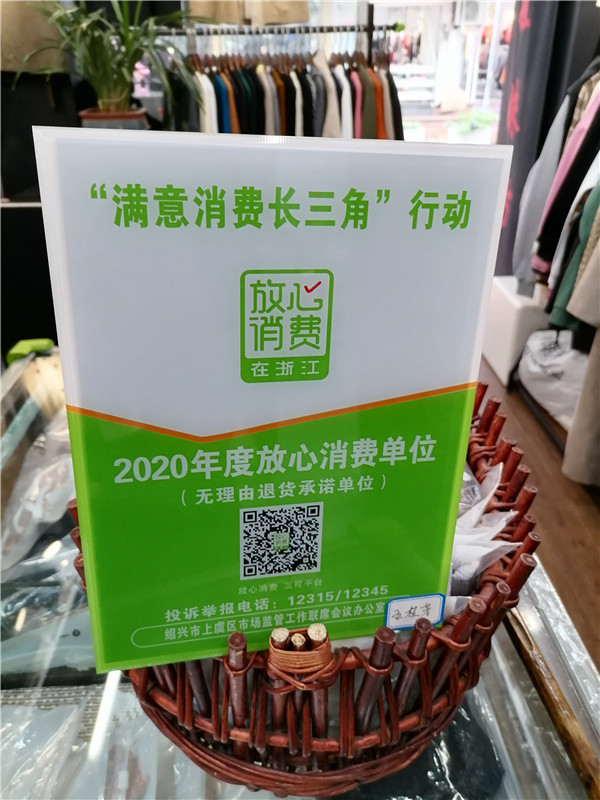 “满意消费长三角”行动
放心
消费
在浙江
2020年度放心消费单位
（无理由退货承诺单位）
放心消费 三可平台
投诉举报电话：12315/12345
绍兴市上虞区市场监管工作联席会议办公室